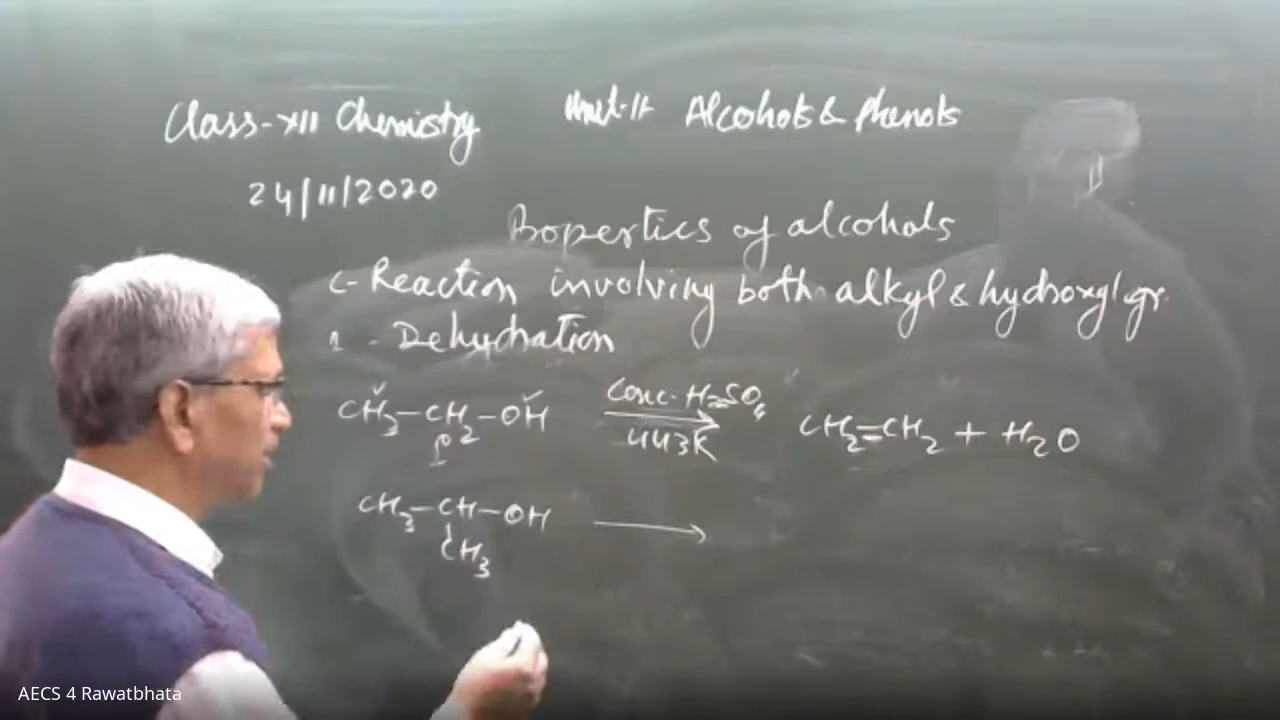 Class-XII Chemistry Unit-11 Alcohols & Phenols
24/11/2020
Properties of alcohols
C-Reaction involving both alkyl & hydroxyl gr.
1 - Dehydration
CH3-CH2-OH Conc. H2SO4 443K CH2=CH2 + H2O
1°
CH3-CH-OH
CH3
AECS 4 Rawatbhata